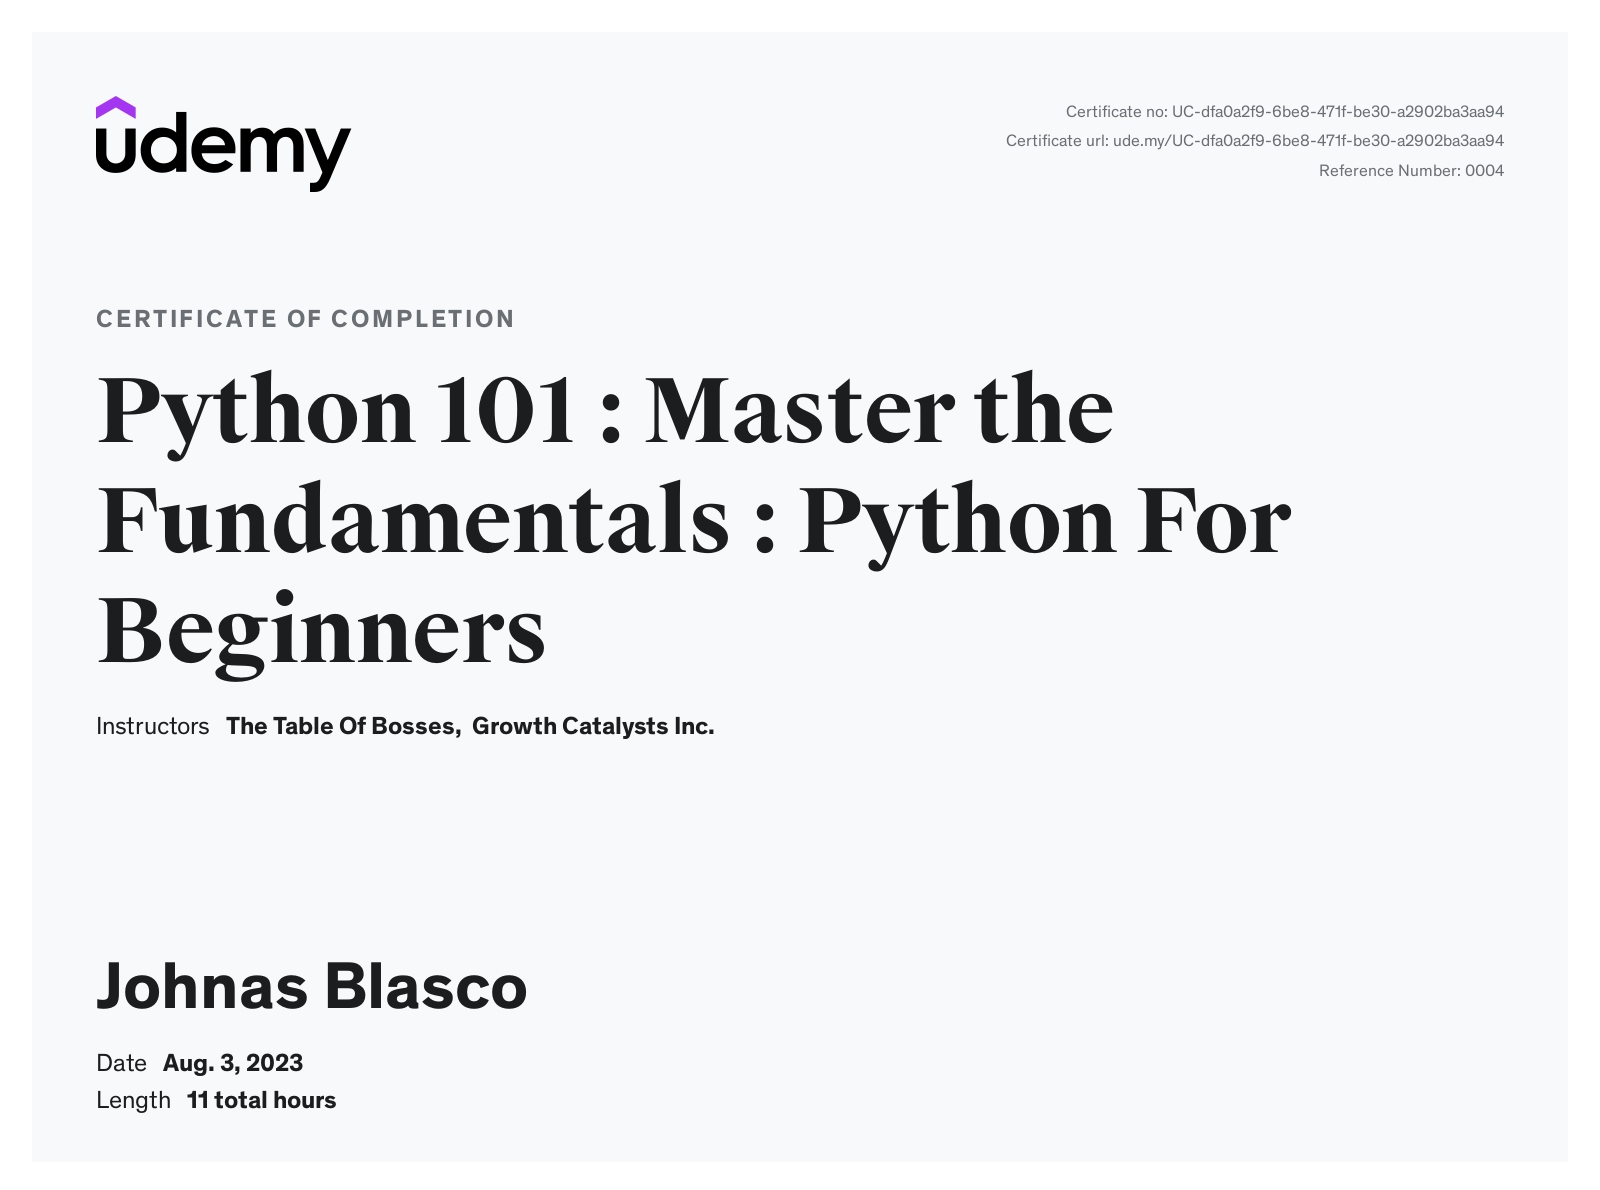 udemy
Certificate no: UC-dfa0a2f9-6be8-471f-be30-a2902ba3aa94
Certificate url: ude.my/UC-dfa0a2f9-6be8-471f-be30-a2902ba3aa94
Reference Number: 0004
CERTIFICATE OF COMPLETION
Python 101 : Master the
Fundamentals : Python For
Beginners
Instructors The Table Of Bosses, Growth Catalysts Inc.
Johnas Blasco
Date Aug. 3, 2023
Length 11 total hours